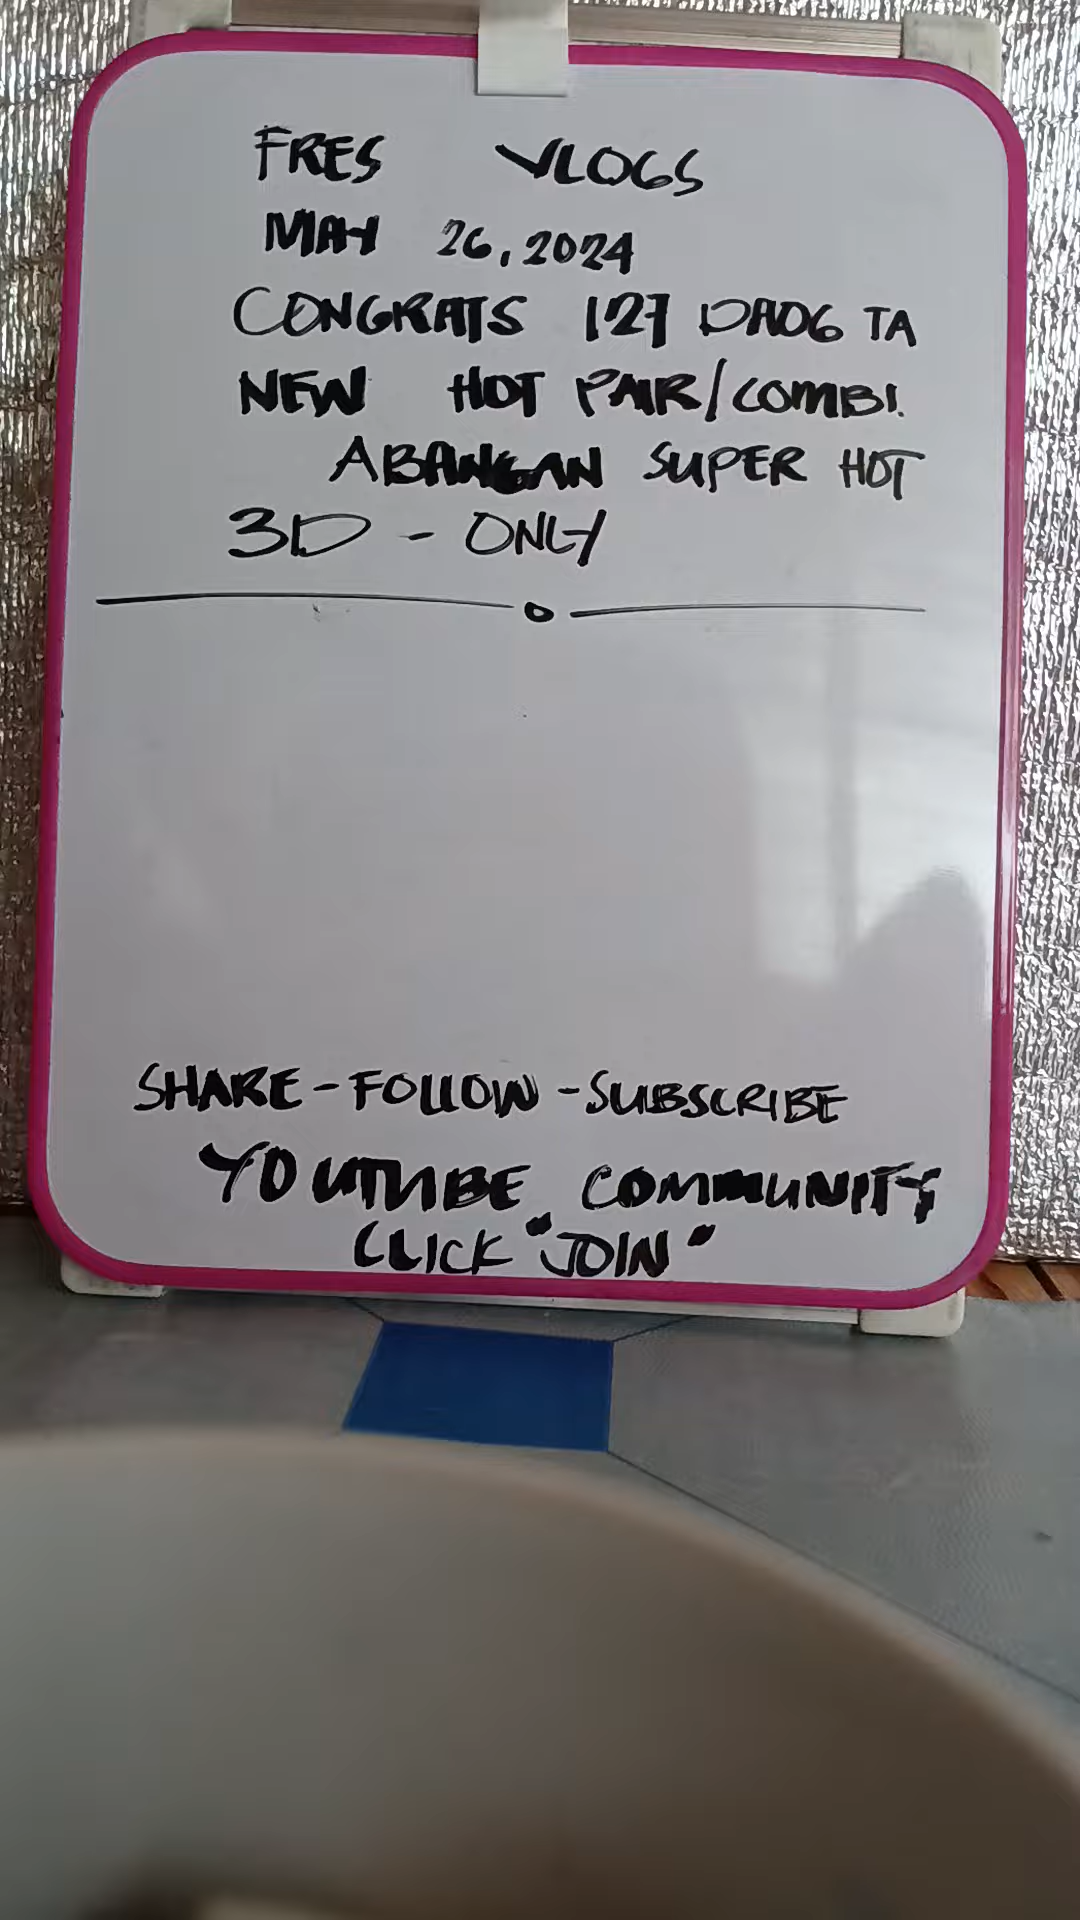 FRES VLOGS
MAY 26, 2024
CONGRATS 127 DAOG TA
NEW HOT PAIR/COMBI.
ABANGAN SUPER HOT
3D - ONLY
SHARE - FOLLOW - SUBSCRIBE
YOUTUBE COMMUNITY
CLICK "JOIN"